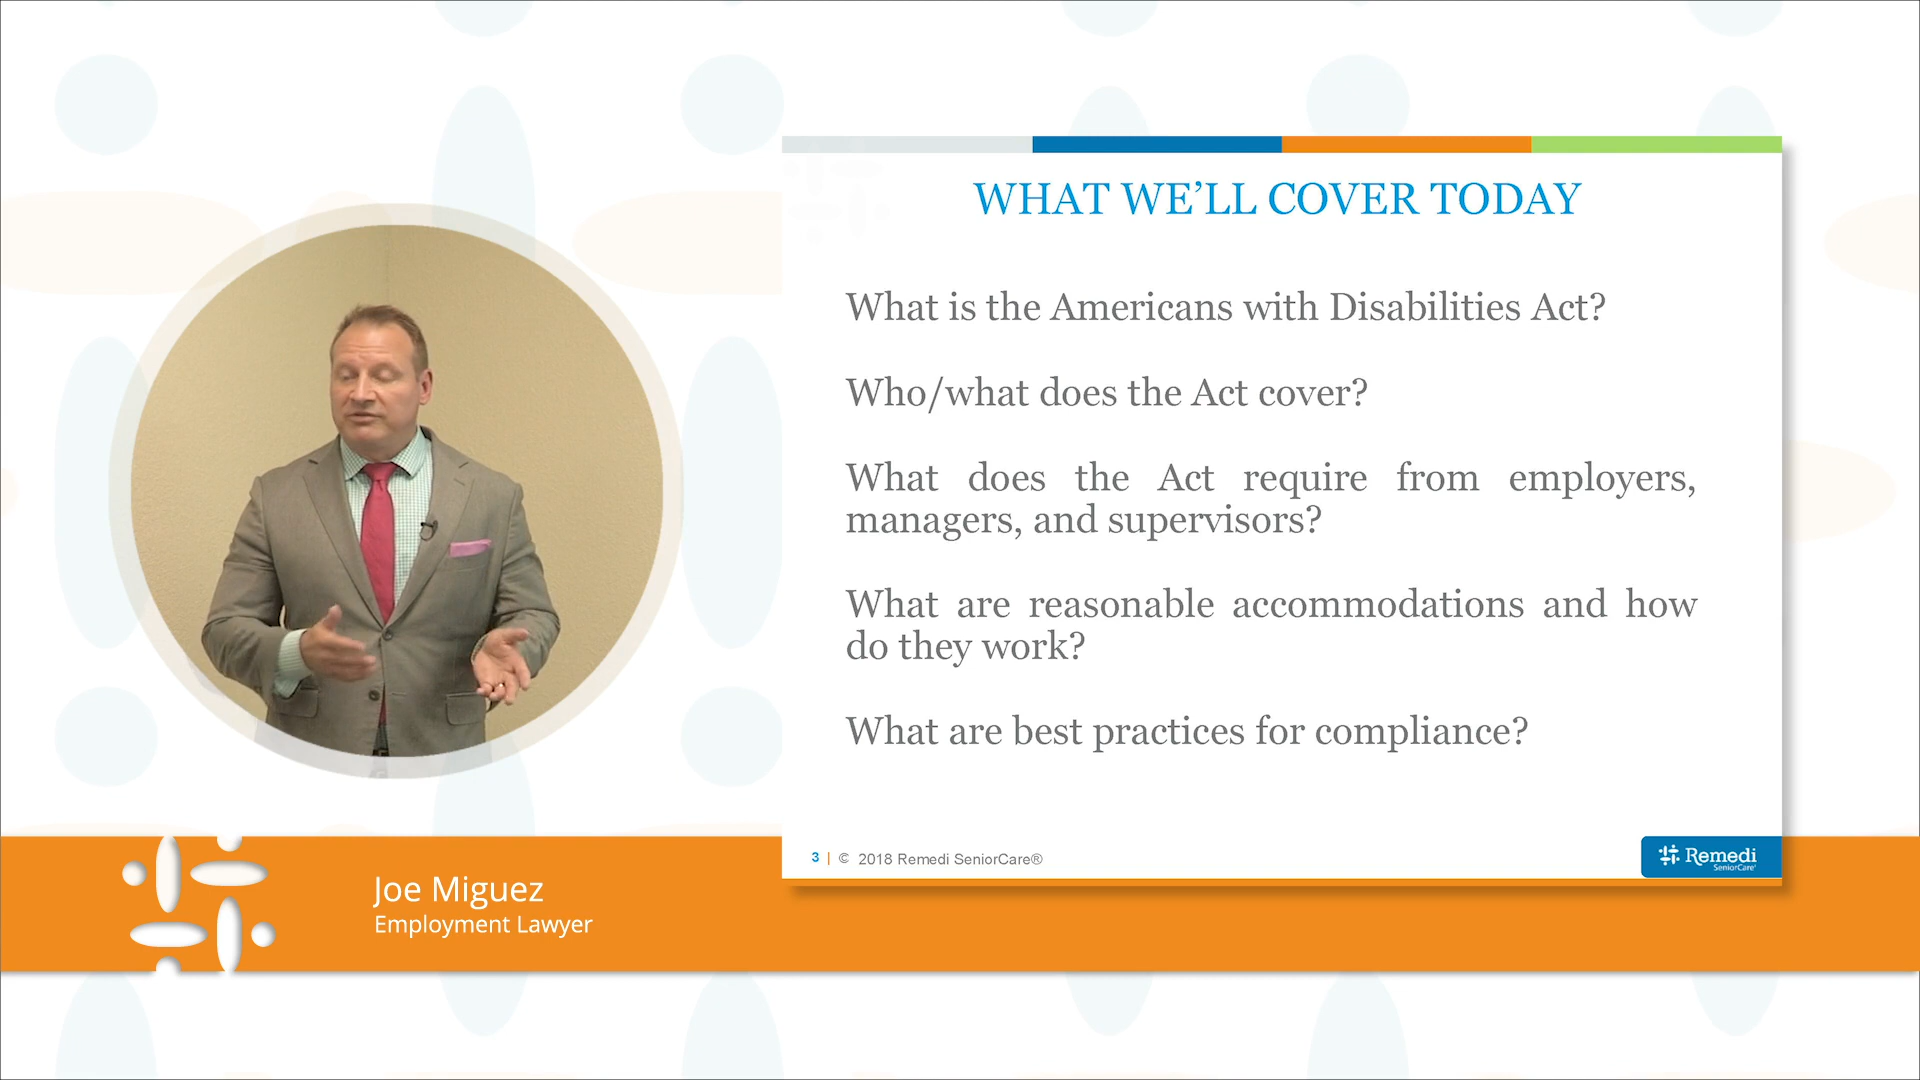 WHAT WE’LL COVER TODAY
What is the Americans with Disabilities Act?
Who/what does the Act cover?
What does the Act require from employers,
managers, and supervisors?
What are reasonable accommodations and how
do they work?
What are best practices for compliance?
3 | © 2018 Remedi SeniorCare®
Remedi
SeniorCare®
Joe Miguez
Employment Lawyer